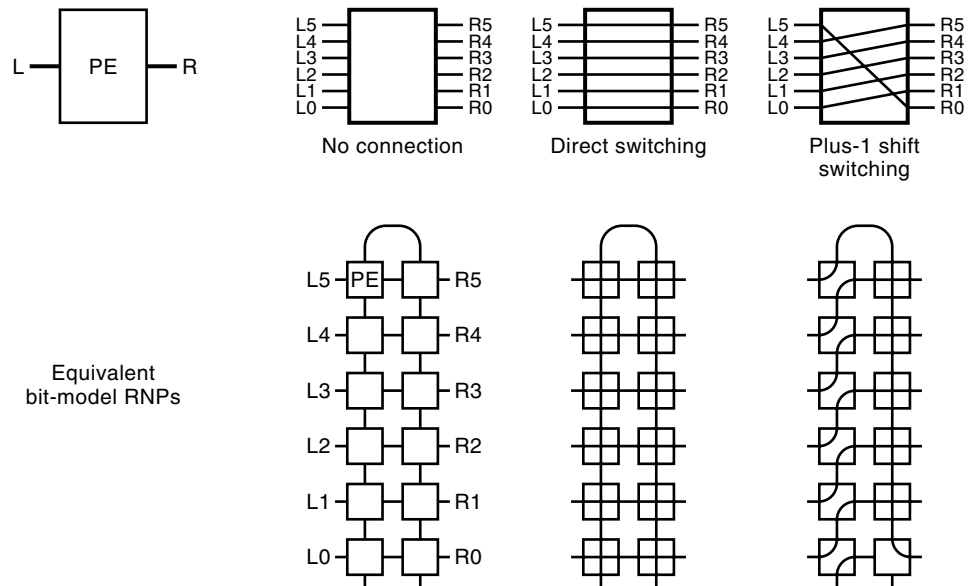 L PE R
L5 R5 L5 R5 L5 R5
L4 R4 L4 R4 L4 R4
L3 R3 L3 R3 L3 R3
L2 R2 L2 R2 L2 R2
L1 R1 L1 R1 L1 R1
L0 R0 L0 R0 L0 R0
No connection
Direct switching
Plus-1 shift
switching
L5 PE R5
L4 R4
L3 R3
L2 R2
L1 R1
L0 R0
Equivalent
bit-model RNPs